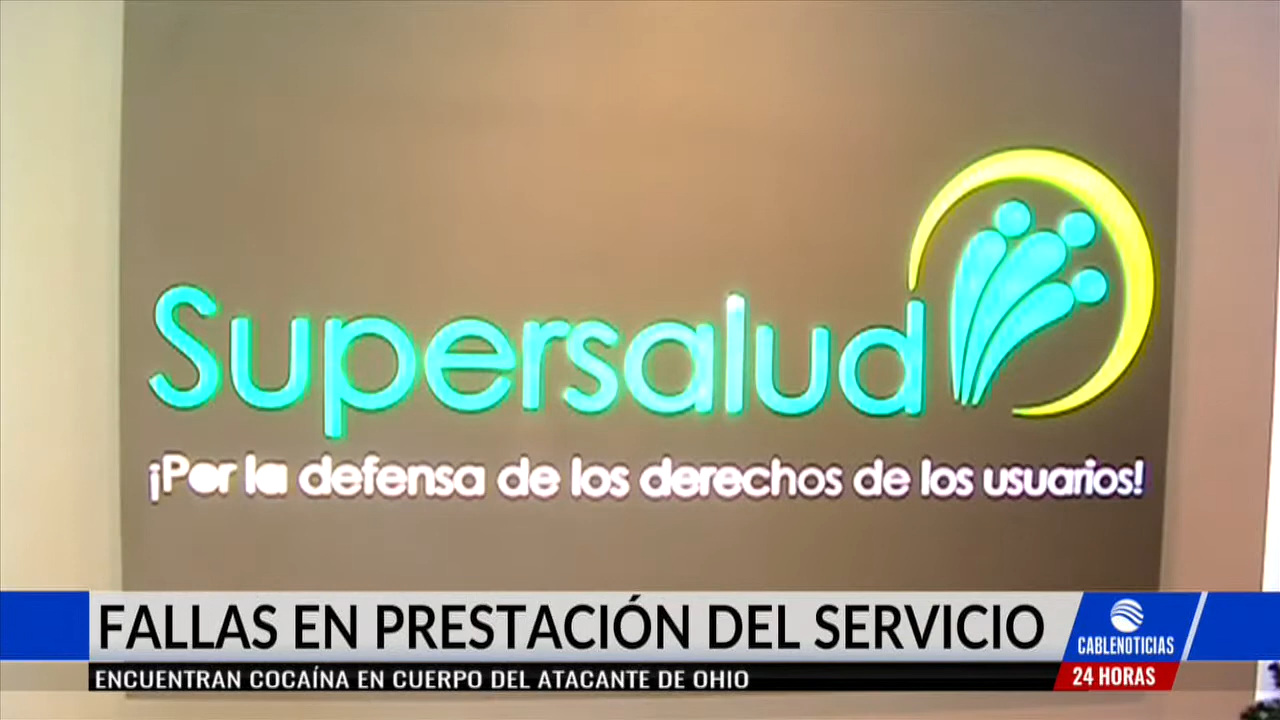 Supersalud
¡Por la defensa de los derechos de los usuarios!
FALLAS EN PRESTACIÓN DEL SERVICIO
CABLENOTICIAS
ENCUENTRAN COCAÍNA EN CUERPO DEL ATACANTE DE OHIO
24 HORAS